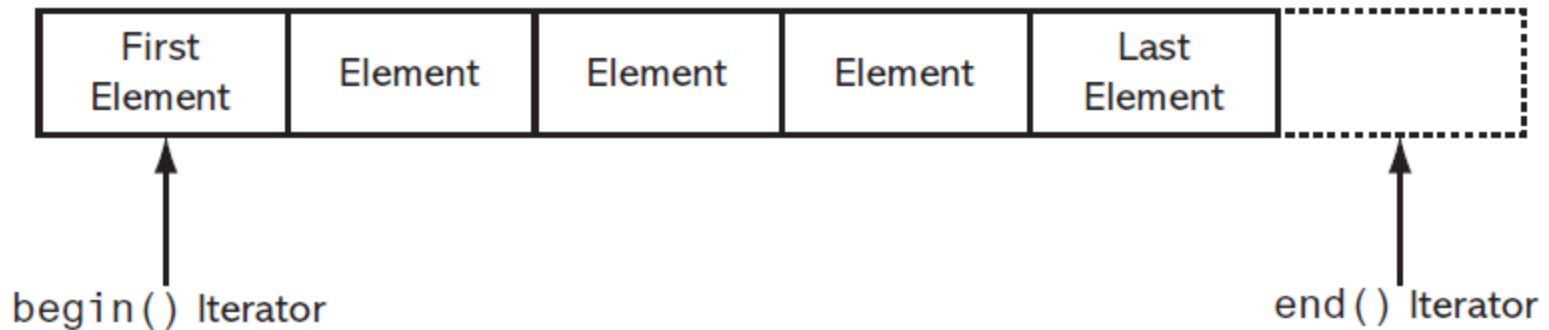 First
Element
Element
Element
Element
Last
Element
begin() Iterator
end() Iterator